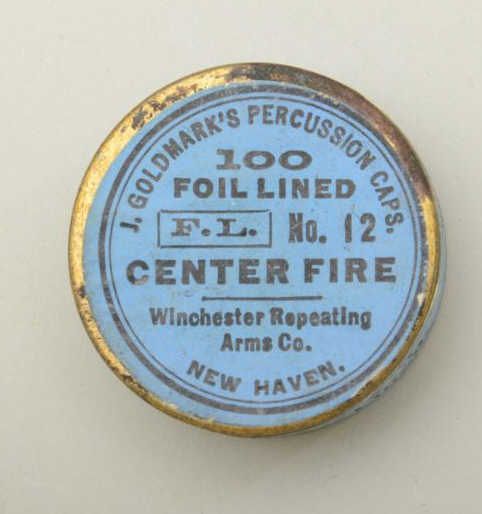 J. GOLDMARK'S PERCUSSION CAPS.
100
FOIL LINED
F.L. No. 12
CENTER FIRE
Winchester Repeating
Arms Co.
NEW HAVEN.